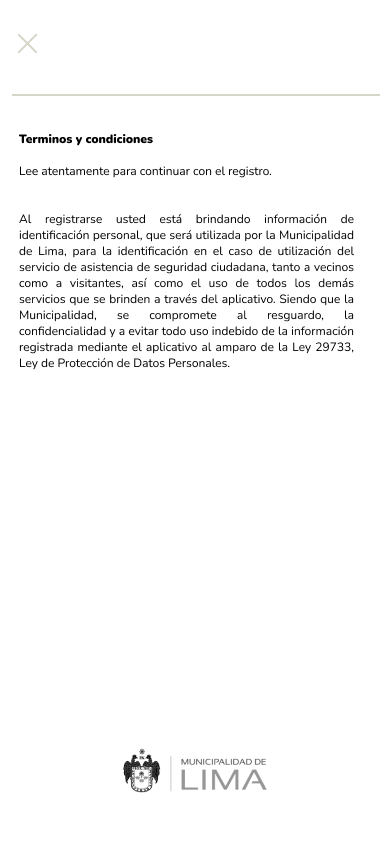 Terminos y condiciones
Lee atentamente para continuar con el registro.
Al registrarse usted está brindando información de
identificación personal, que será utilizada por la Municipalidad
de Lima, para la identificación en el caso de utilización del
servicio de asistencia de seguridad ciudadana, tanto a vecinos
como a visitantes, así como el uso de todos los demás
servicios que se brinden a través del aplicativo. Siendo que la
Municipalidad, se compromete al resguardo, la
confidencialidad y a evitar todo uso indebido de la información
registrada mediante el aplicativo al amparo de la Ley 29733,
Ley de Protección de Datos Personales.
MUNICIPALIDAD DE
LIMA